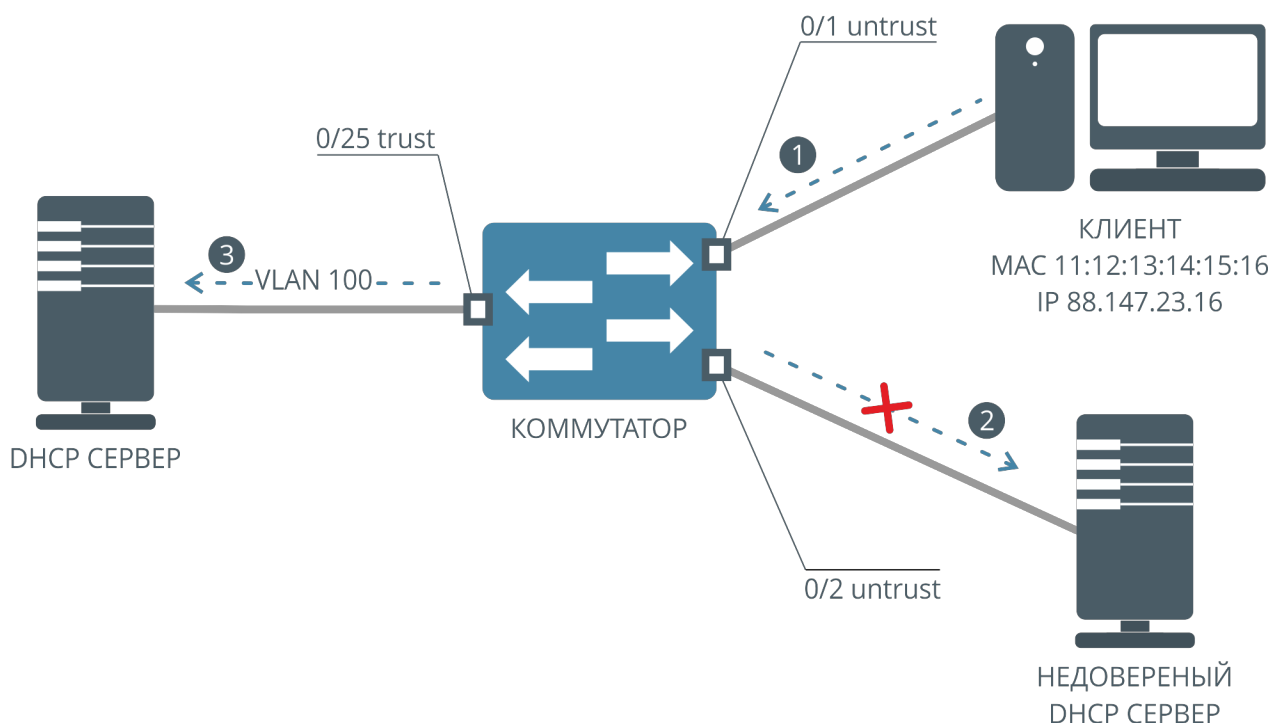 0/1 untrust
0/25 trust
1
3
VLAN 100
КЛИЕНТ
MAC 11:12:13:14:15:16
IP 88.147.23.16
КОММУТАТОР
2
DHCP СЕРВЕР
0/2 untrust
НЕДОВЕРЕНЫЙ
DHCP СЕРВЕР